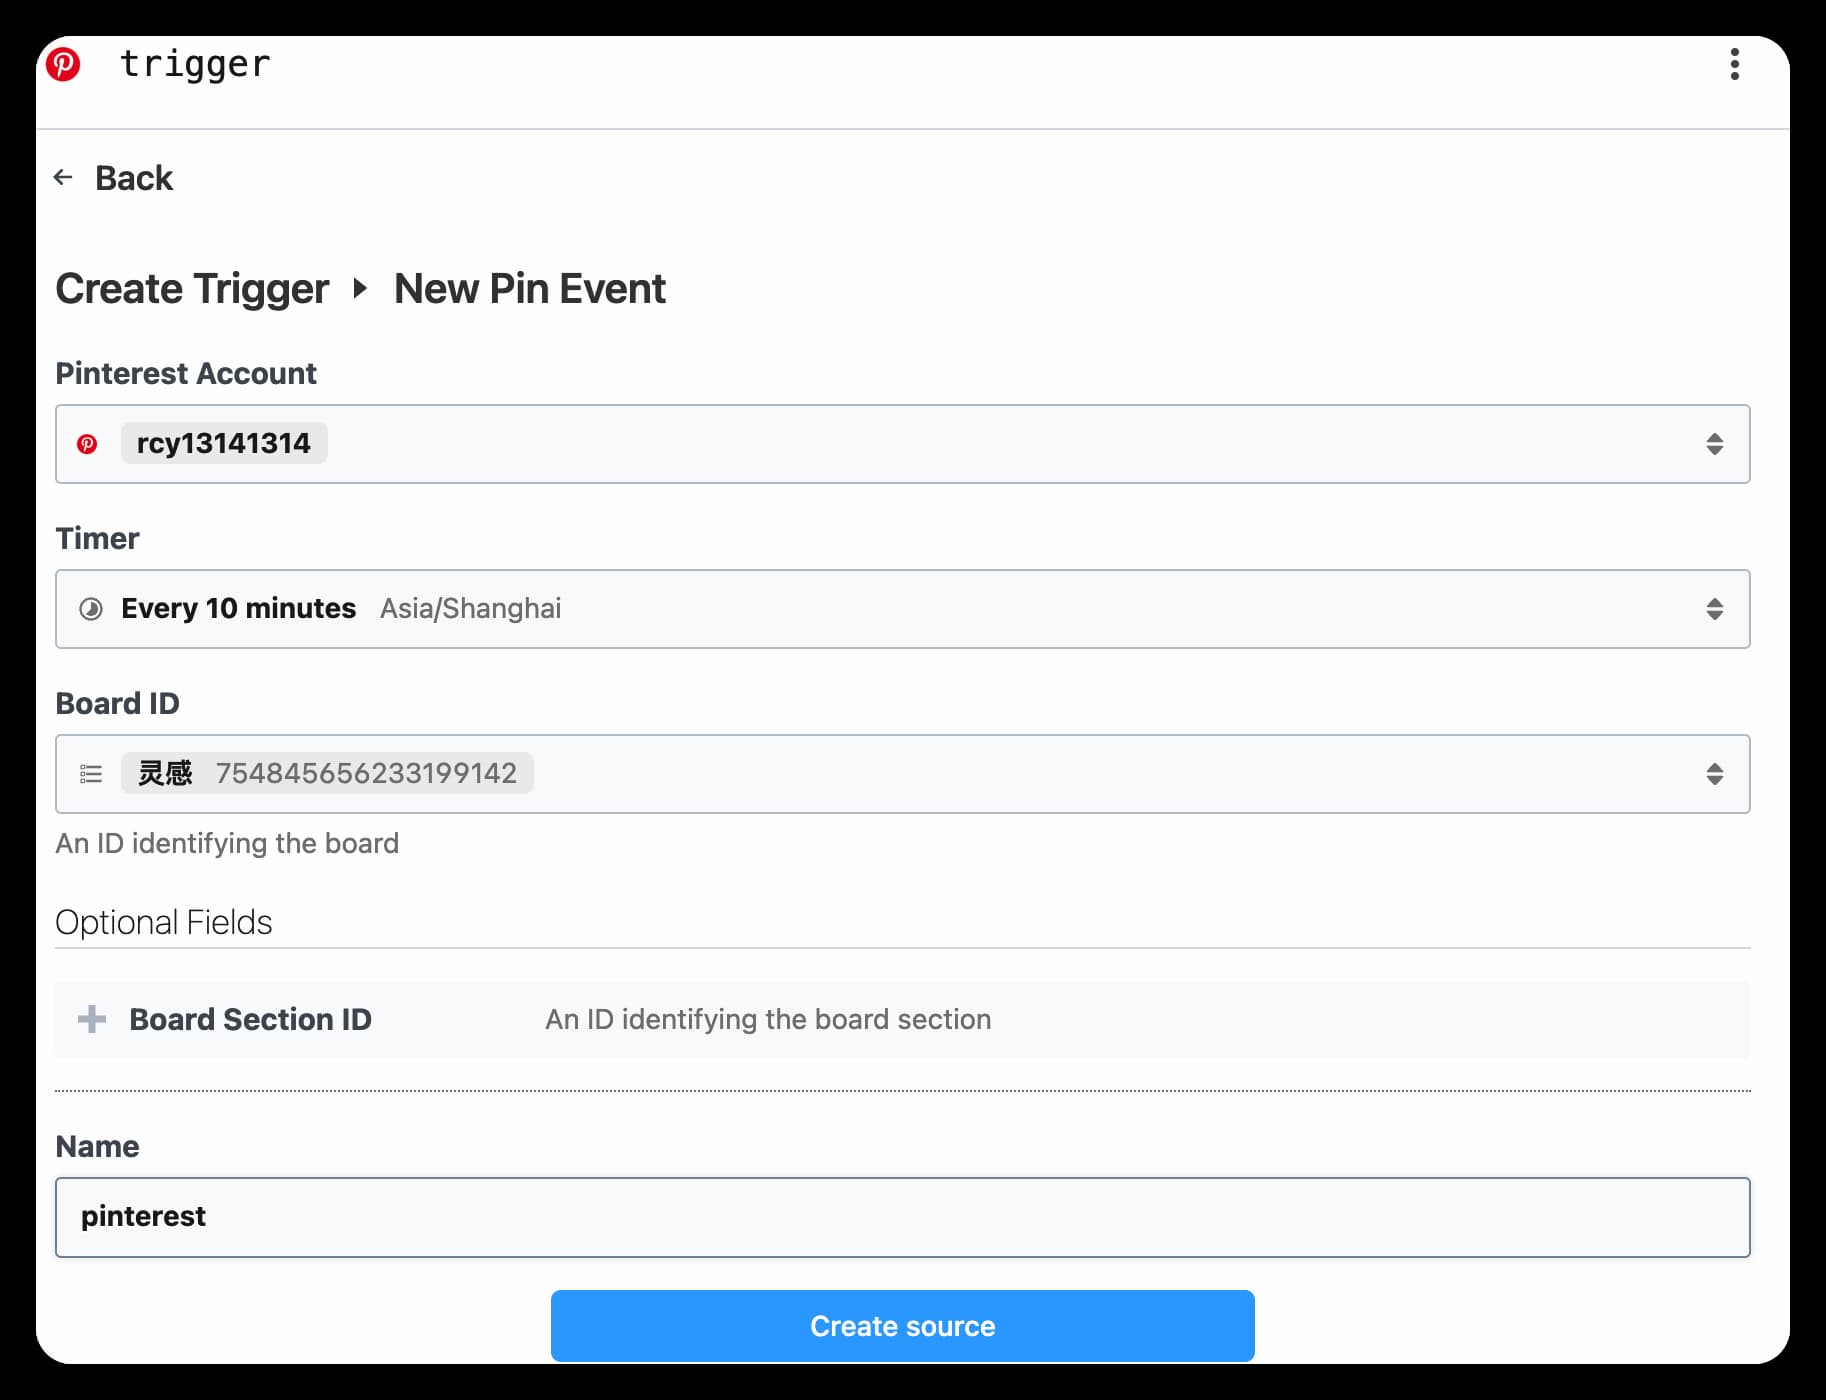 trigger
Back
Create Trigger New Pin Event
Pinterest Account
rcy13141314
Timer
Every 10 minutes Asia/Shanghai
Board ID
灵感 754845656233199142
An ID identifying the board
Optional Fields
Board Section ID An ID identifying the board section
Name
pinterest
Create source